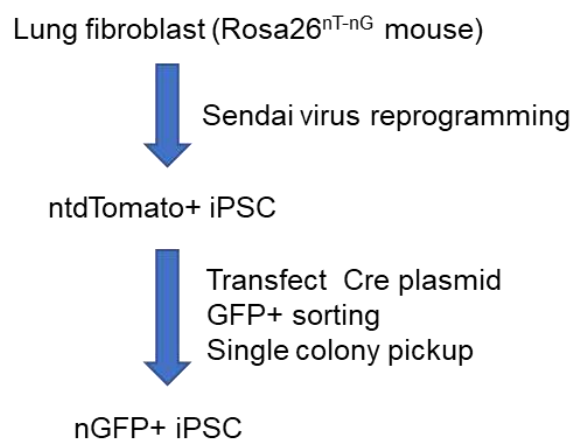 Lung fibroblast (Rosa26nT-nG mouse)
Sendai virus reprogramming
ntdTomato+ iPSC
Transfect Cre plasmid
GFP+ sorting
Single colony pickup
nGFP+ iPSC